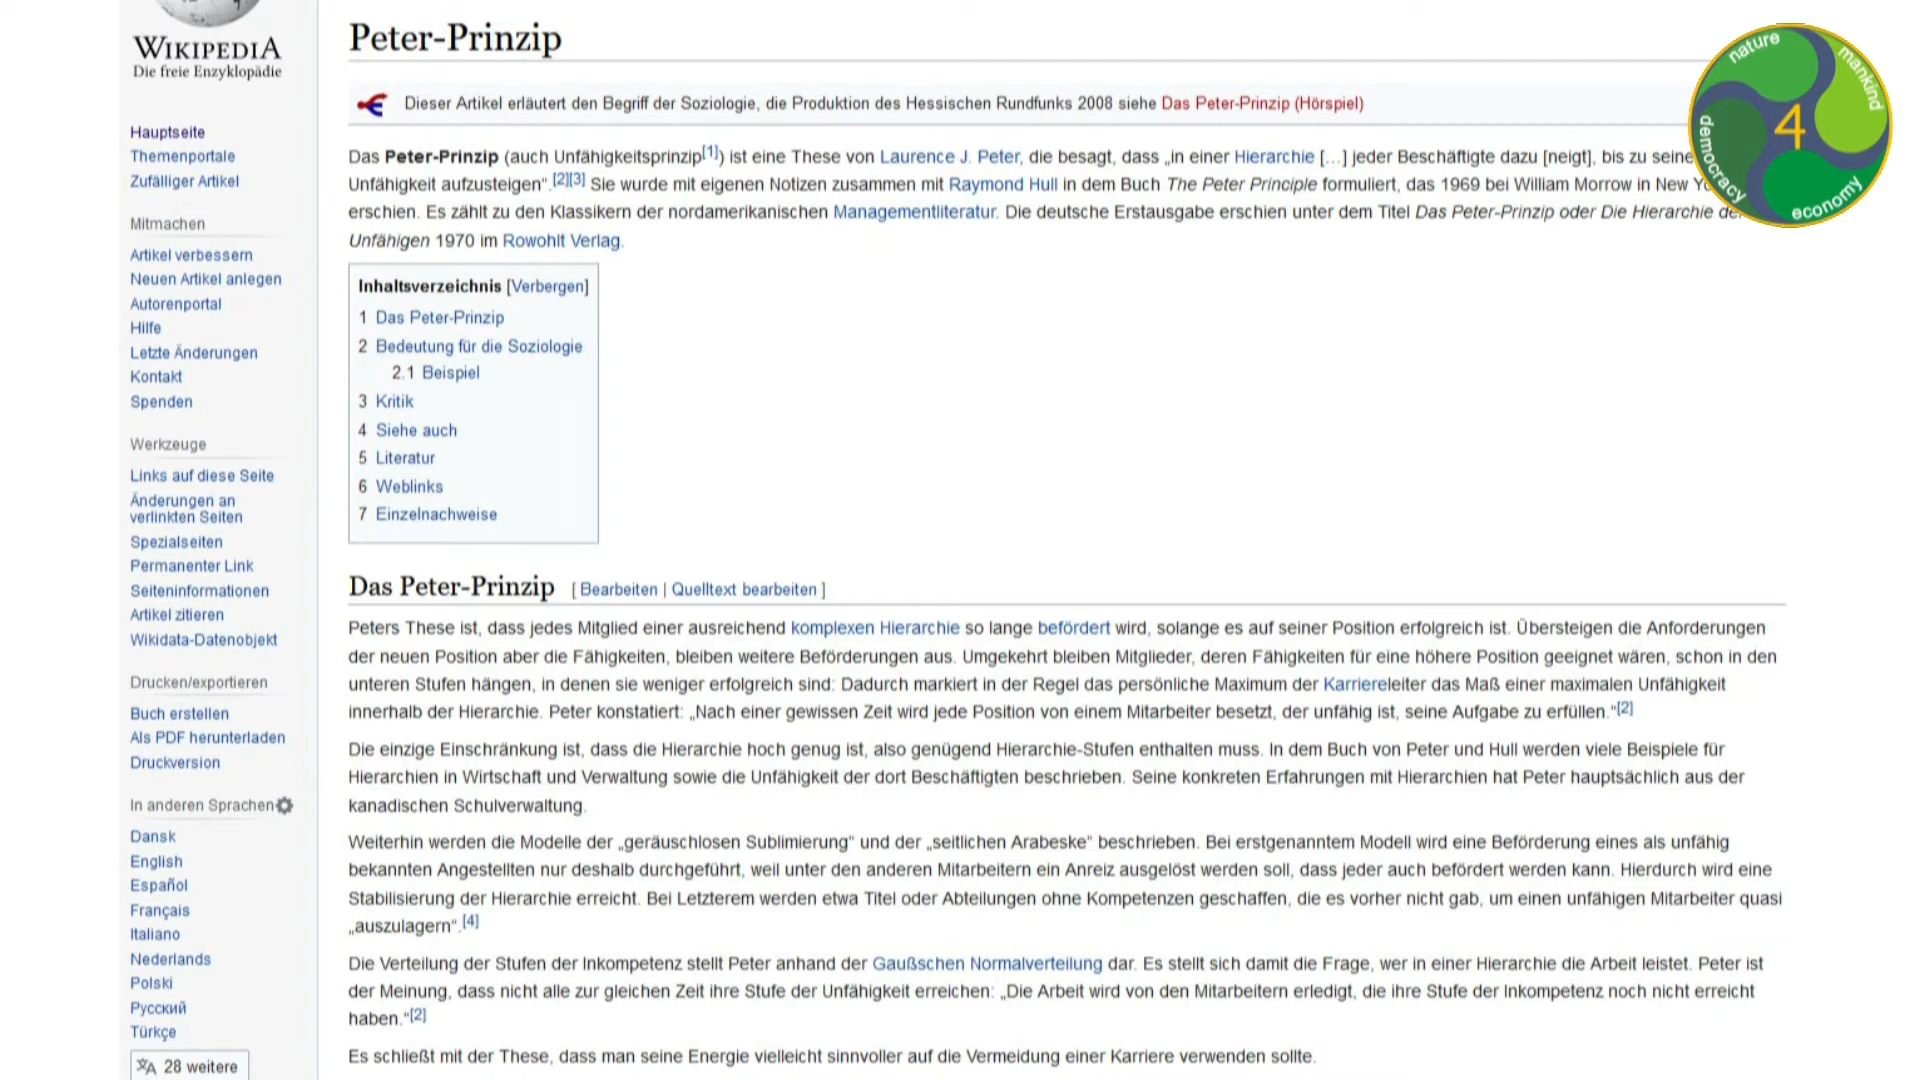 WIKIPEDIA
Die freie Enzyklopädie
Hauptseite
Themenportale
Zufälliger Artikel
Mitmachen
Artikel verbessern
Neuen Artikel anlegen
Autorenportal
Hilfe
Letzte Änderungen
Kontakt
Spenden
Werkzeuge
Links auf diese Seite
Änderungen an
verlinkten Seiten
Spezialseiten
Permanenter Link
Seiteninformationen
Artikel zitieren
Wikidata-Datenobjekt
Drucken/exportieren
Buch erstellen
Als PDF herunterladen
Druckversion
In anderen Sprachen
Dansk
English
Español
Français
Italiano
Nederlands
Polski
Русский
Türkçe
28 weitere
Peter-Prinzip
Dieser Artikel erläutert den Begriff der Soziologie, die Produktion des Hessischen Rundfunks 2008 siehe Das Peter-Prinzip (Hörspiel)
Das Peter-Prinzip (auch Unfähigkeitsprinzip[1]) ist eine These von Laurence J. Peter, die besagt, dass „in einer Hierarchie [...] jeder Beschäftigte dazu [neigt], bis zu seine
Unfähigkeit aufzusteigen“.[2][3] Sie wurde mit eigenen Notizen zusammen mit Raymond Hull in dem Buch The Peter Principle formuliert, das 1969 bei William Morrow in New
erschien. Es zählt zu den Klassikern der nordamerikanischen Managementliteratur. Die deutsche Erstausgabe erschien unter dem Titel Das Peter-Prinzip oder Die Hierarchie de
Unfähigen 1970 im Rowohlt Verlag.
Inhaltsverzeichnis [Verbergen]
1 Das Peter-Prinzip
2 Bedeutung für die Soziologie
2.1 Beispiel
3 Kritik
4 Siehe auch
5 Literatur
6 Weblinks
7 Einzelnachweise
Das Peter-Prinzip [ Bearbeiten | Quelltext bearbeiten ]
Peters These ist, dass jedes Mitglied einer ausreichend komplexen Hierarchie so lange befördert wird, solange es auf seiner Position erfolgreich ist. Übersteigen die Anforderungen
der neuen Position aber die Fähigkeiten, bleiben weitere Beförderungen aus. Umgekehrt bleiben Mitglieder, deren Fähigkeiten für eine höhere Position geeignet wären, schon in den
unteren Stufen hängen, in denen sie weniger erfolgreich sind: Dadurch markiert in der Regel das persönliche Maximum der Karriereleiter das Maß einer maximalen Unfähigkeit
innerhalb der Hierarchie. Peter konstatiert: „Nach einer gewissen Zeit wird jede Position von einem Mitarbeiter besetzt, der unfähig ist, seine Aufgabe zu erfüllen.“[2]
Die einzige Einschränkung ist, dass die Hierarchie hoch genug ist, also genügend Hierarchie-Stufen enthalten muss. In dem Buch von Peter und Hull werden viele Beispiele für
Hierarchien in Wirtschaft und Verwaltung sowie die Unfähigkeit der dort Beschäftigten beschrieben. Seine konkreten Erfahrungen mit Hierarchien hat Peter hauptsächlich aus der
kanadischen Schulverwaltung.
Weiterhin werden die Modelle der „geräuschlosen Sublimierung“ und der „seitlichen Arabeske“ beschrieben. Bei erstgenanntem Modell wird eine Beförderung eines als unfähig
bekannten Angestellten nur deshalb durchgeführt, weil unter den anderen Mitarbeitern ein Anreiz ausgelöst werden soll, dass jeder auch befördert werden kann. Hierdurch wird eine
Stabilisierung der Hierarchie erreicht. Bei Letzterem werden etwa Titel oder Abteilungen ohne Kompetenzen geschaffen, die es vorher nicht gab, um einen unfähigen Mitarbeiter quasi
„auszulagern“.[4]
Die Verteilung der Stufen der Inkompetenz stellt Peter anhand der Gaußschen Normalverteilung dar. Es stellt sich damit die Frage, wer in einer Hierarchie die Arbeit leistet. Peter ist
der Meinung, dass nicht alle zur gleichen Zeit ihre Stufe der Unfähigkeit erreichen: „Die Arbeit wird von den Mitarbeitern erledigt, die ihre Stufe der Inkompetenz noch nicht erreicht
haben.“[2]
Es schließt mit der These, dass man seine Energie vielleicht sinnvoller auf die Vermeidung einer Karriere verwenden sollte.
nature
mankind
4
democracy
economy